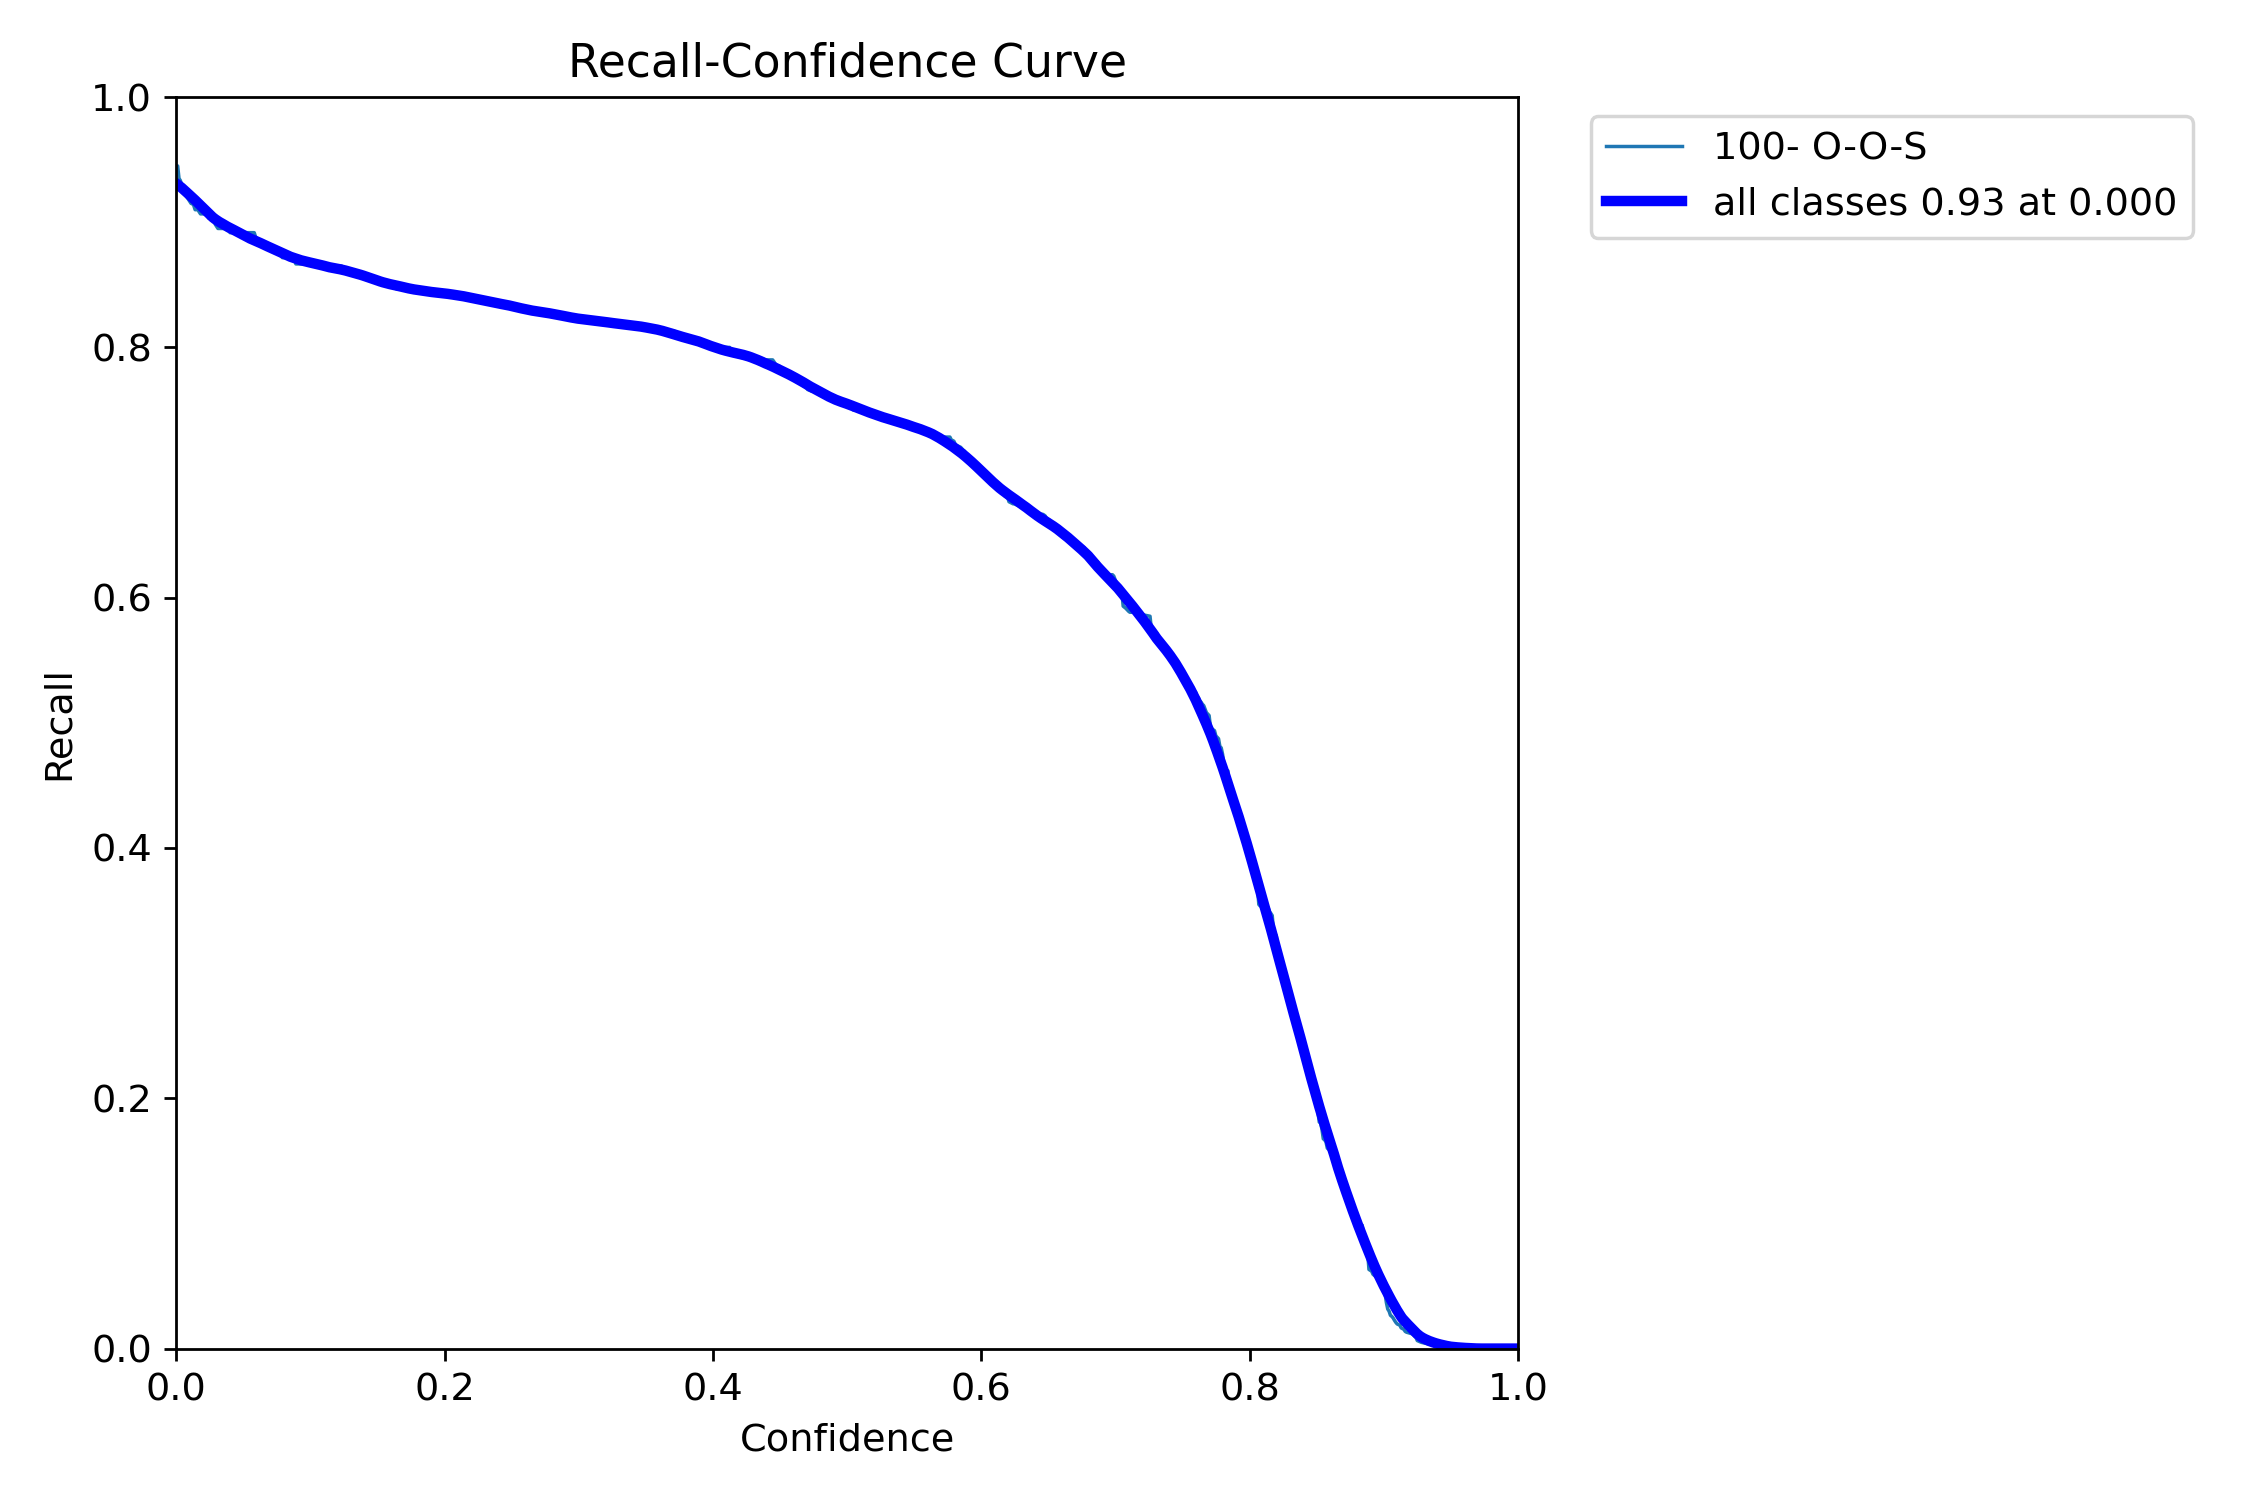 Recall-Confidence Curve
1.0
0.8
0.6
0.4
0.2
0.0
Recall
0.0 0.2 0.4 0.6 0.8 1.0
Confidence
100- O-O-S
all classes 0.93 at 0.000